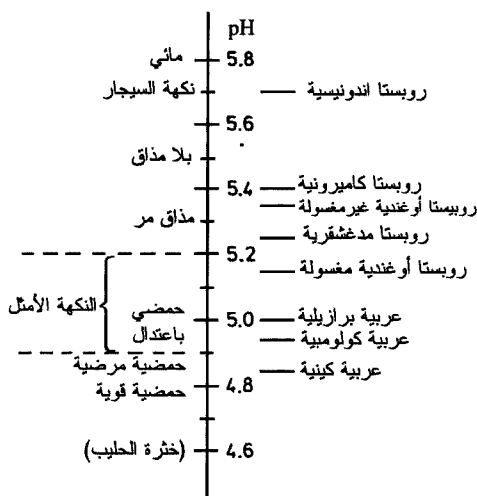 pH
مائي
5.8
نكهة السيجار
روبستا اندونيسية
5.6
بلا مذاق
5.4
روبستا كاميرونية
روبيستا أوغندية غير مغسولة
مذاق مر
روبستا مدغشقرية
5.2
روبستا أوغندية مغسولة
النكهة الأمثل
حمضي
باعتدال
5.0
عربية برازيلية
عربية كولومبية
حمضية مرضية
عربية كينية
حمضية قوية
4.8
(خثرة الحليب)
4.6